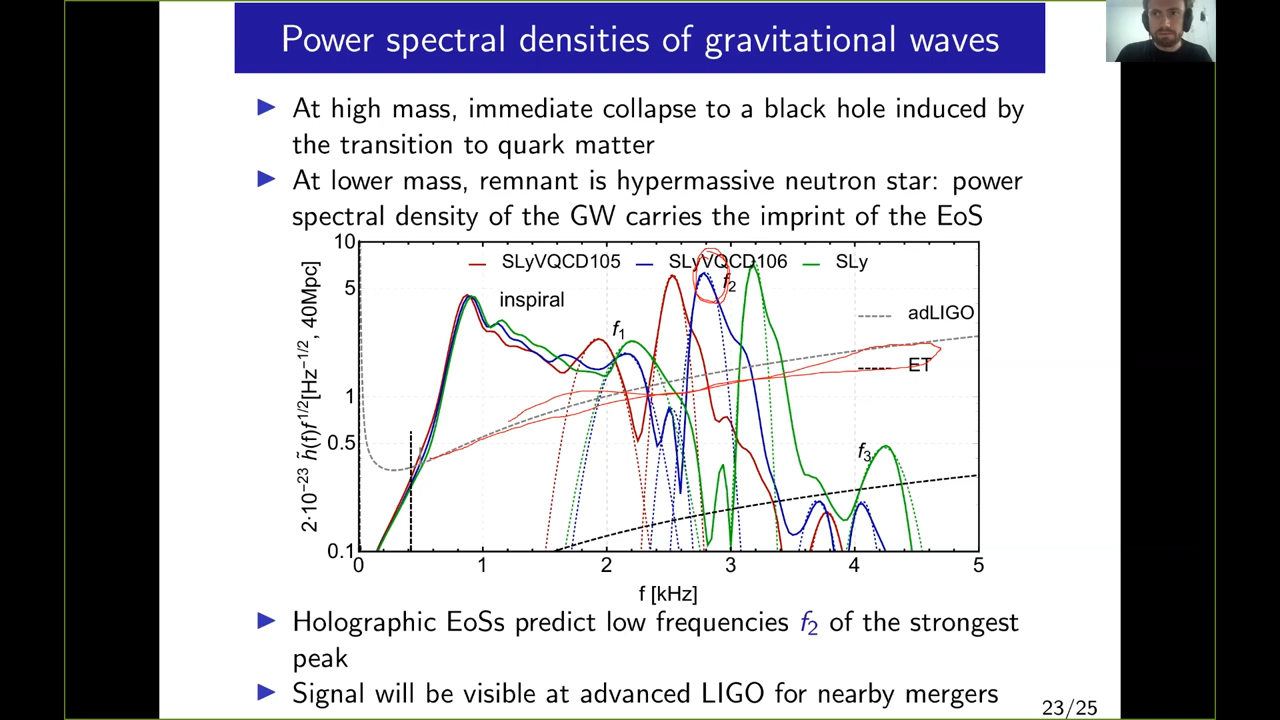 Power spectral densities of gravitational waves
At high mass, immediate collapse to a black hole induced by
the transition to quark matter
At lower mass, remnant is hypermassive neutron star: power
spectral density of the GW carries the imprint of the EoS
SLyVQCD105 SLyVQCD106 SLy
inspiral
f₁
f₂
f₃
adLIGO
ET
10
5
1
0.5
0.1
2·10⁻²³ h̃(f)f^1/2[Hz^−1/2, 40Mpc]
0 1 2 3 4 5
f [kHz]
Holographic EoSs predict low frequencies f₂ of the strongest
peak
Signal will be visible at advanced LIGO for nearby mergers
23/25